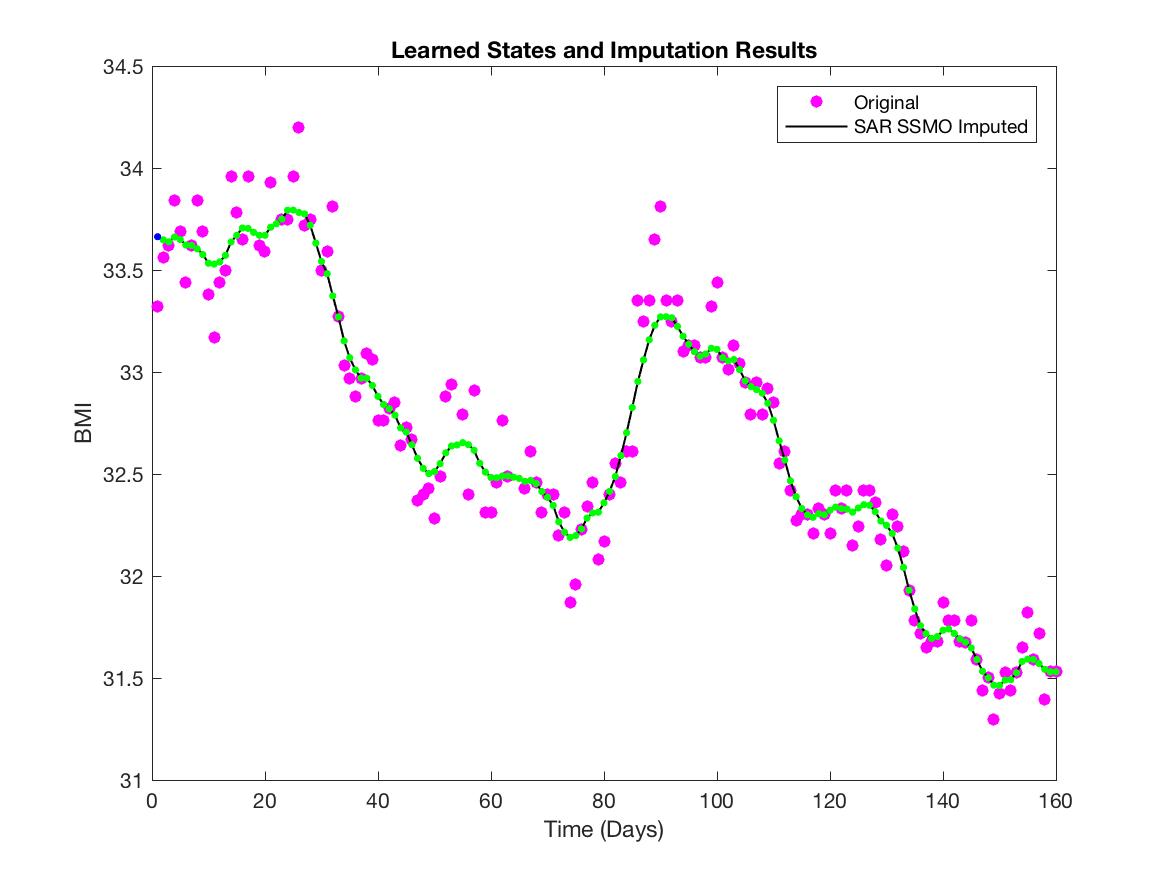 Learned States and Imputation Results
34.5
34
33.5
33
32.5
32
31.5
31
BMI
Original
SAR SSMO Imputed
0 20 40 60 80 100 120 140 160
Time (Days)